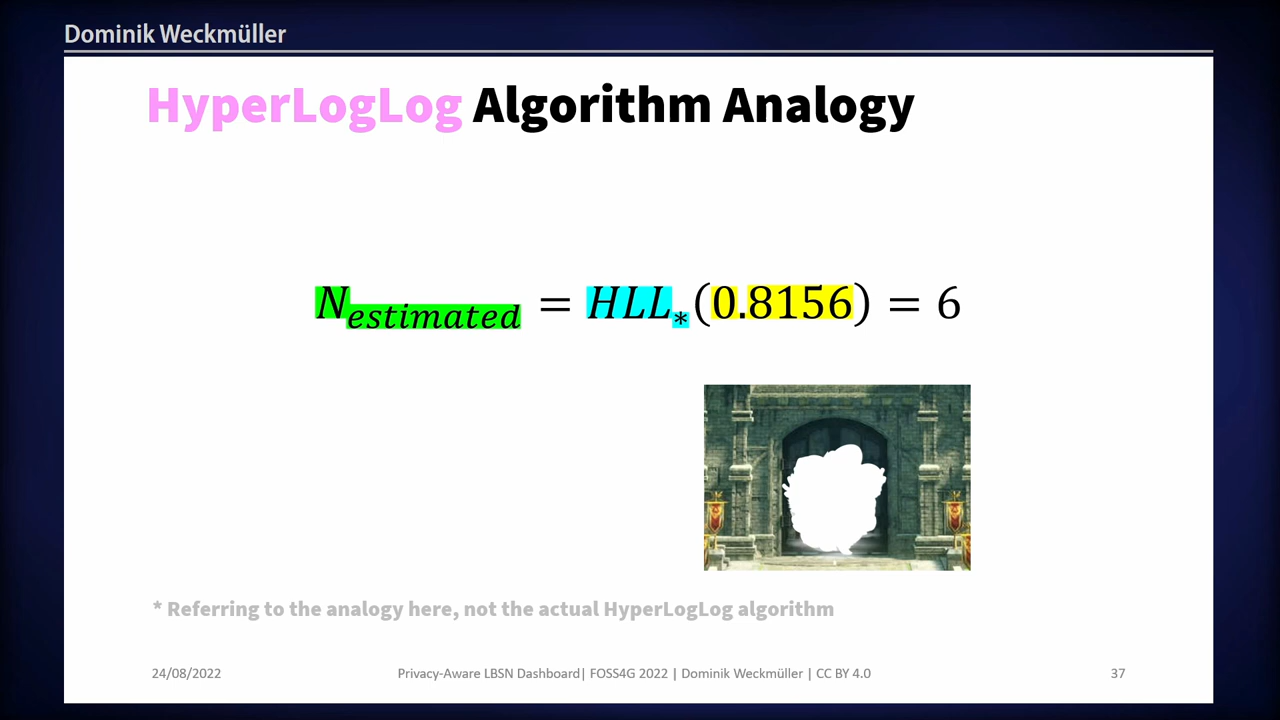 Dominik Weckmüller
HyperLogLog Algorithm Analogy
N_estimated = HLL_*(0.8156) = 6
* Referring to the analogy here, not the actual HyperLogLog algorithm
24/08/2022
Privacy-Aware LBSN Dashboard| FOSS4G 2022 | Dominik Weckmüller | CC BY 4.0
37